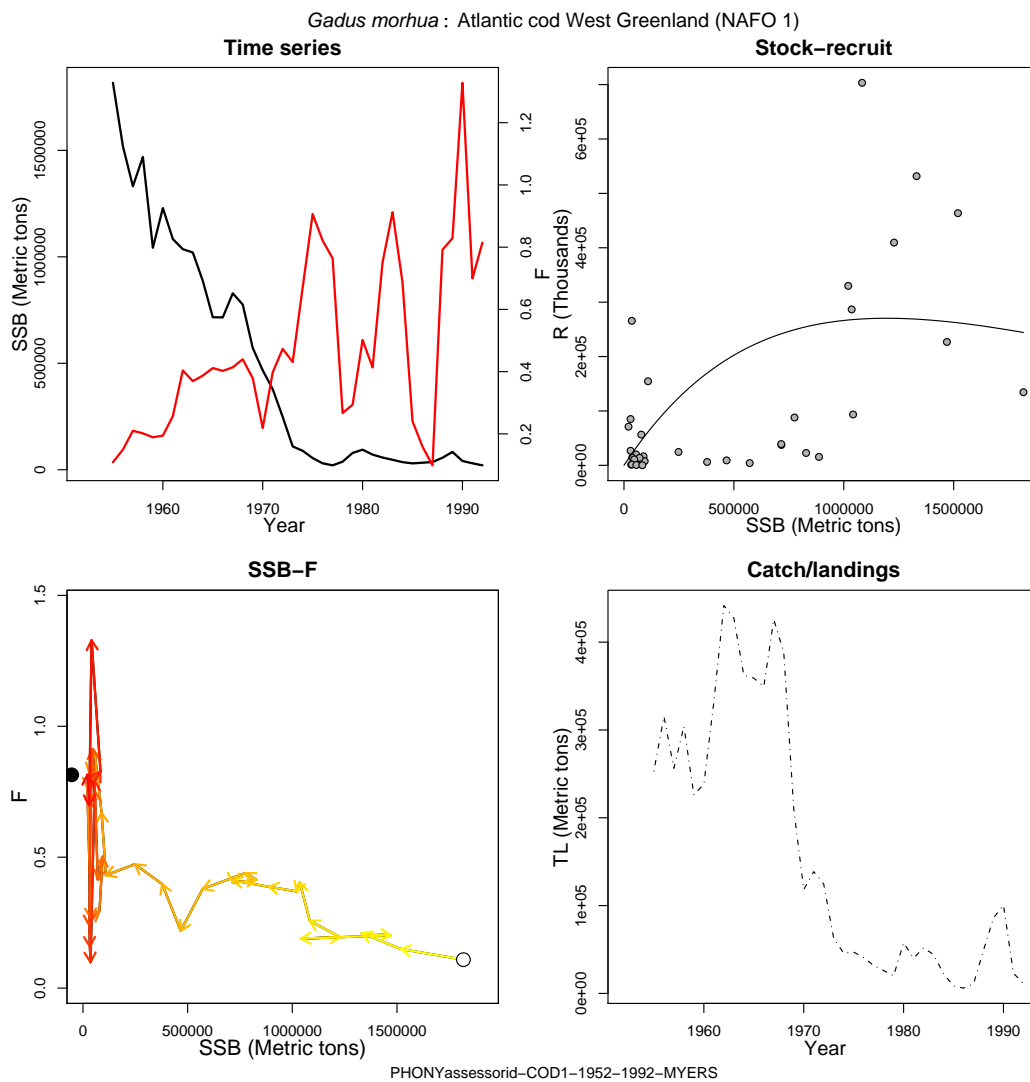 Gadus morhua : Atlantic cod West Greenland (NAFO 1)
Time series
SSB (Metric tons)
0 500000 1000000 1500000
F
0.2 0.4 0.6 0.8 1.0 1.2
1960 1970 1980 1990
Year
Stock−recruit
R (Thousands)
0e+00 2e+05 4e+05 6e+05
0 500000 1000000 1500000
SSB (Metric tons)
SSB−F
F
0.0 0.5 1.0 1.5
0 500000 1000000 1500000
SSB (Metric tons)
Catch/landings
TL (Metric tons)
0e+00 1e+05 2e+05 3e+05 4e+05
1960 1970 1980 1990
Year
PHONYassessorid−COD1−1952−1992−MYERS